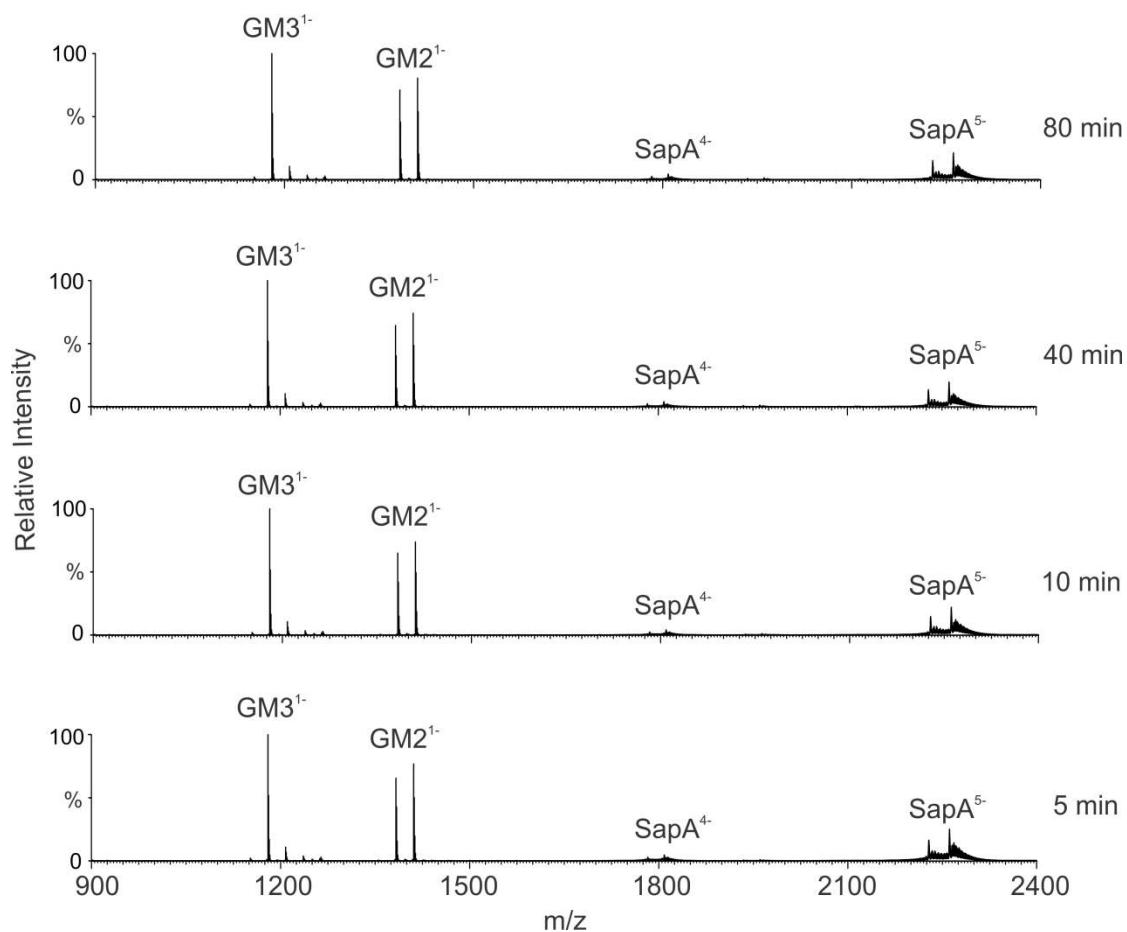 GM3¹⁻
GM2¹⁻
100
%
0
SapA⁴⁻
SapA⁵⁻
80 min
GM3¹⁻
GM2¹⁻
100
%
0
SapA⁴⁻
SapA⁵⁻
40 min
Relative Intensity
GM3¹⁻
GM2¹⁻
100
%
0
SapA⁴⁻
SapA⁵⁻
10 min
GM3¹⁻
GM2¹⁻
100
%
0
SapA⁴⁻
SapA⁵⁻
5 min
900 1200 1500 1800 2100 2400
m/z